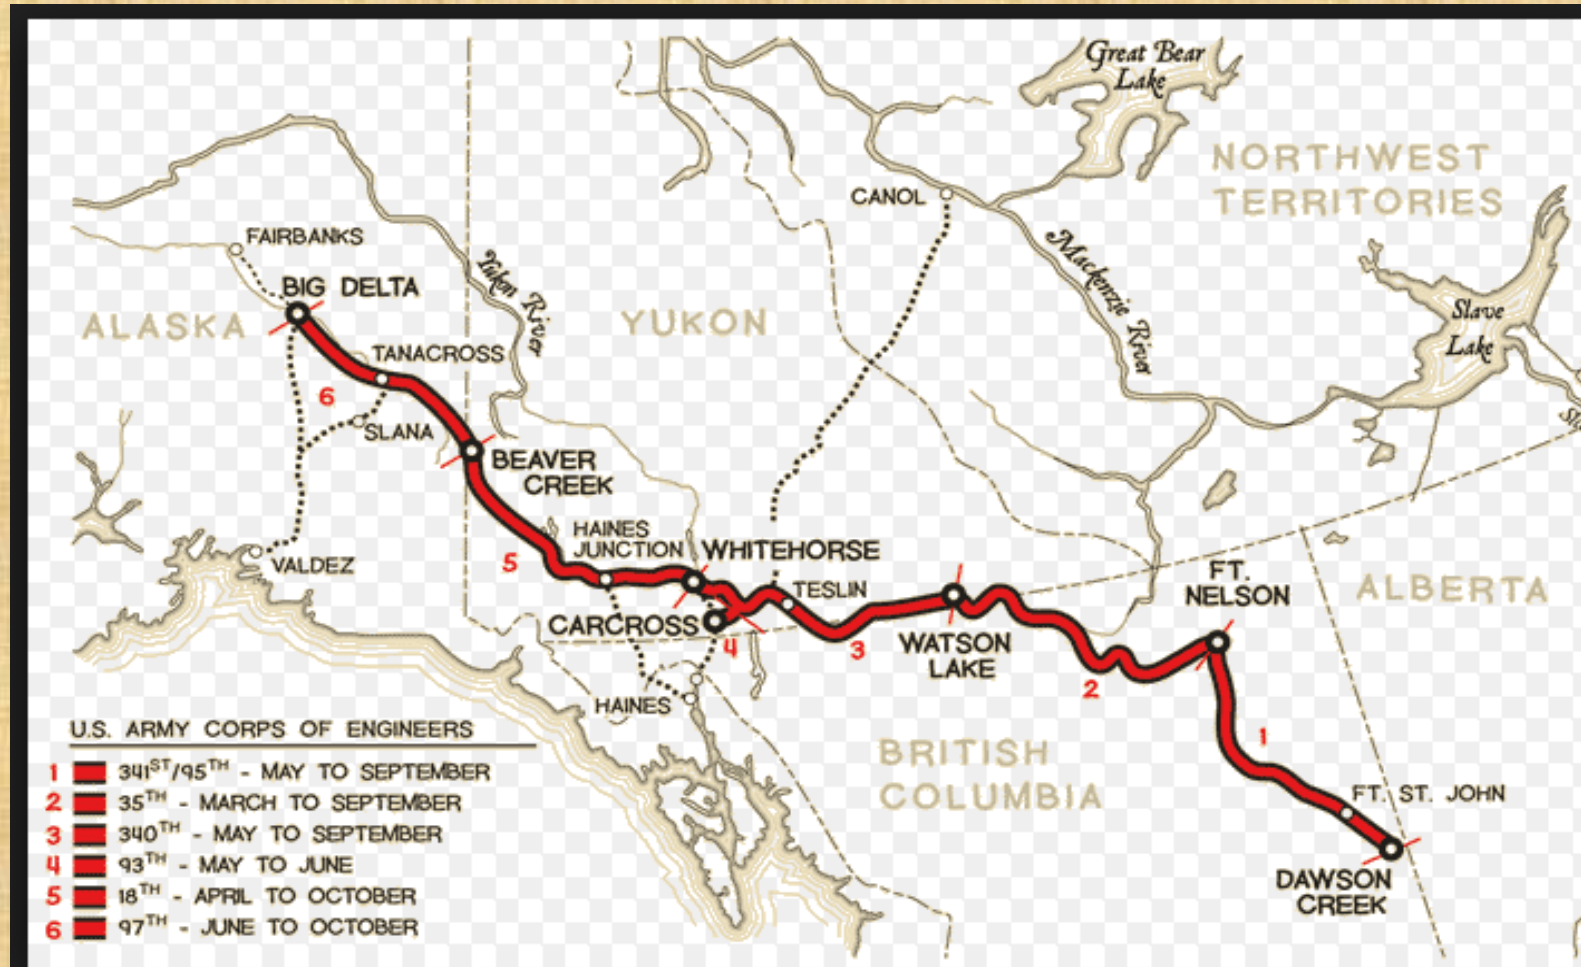 Great Bear
Lake
NORTHWEST
TERRITORIES
CANOL
FAIRBANKS
Yukon River
Mackenzie River
BIG DELTA
ALASKA
YUKON
Slave
Lake
TANACROSS
6
SLANA
BEAVER
CREEK
HAINES
JUNCTION
WHITEHORSE
5
VALDEZ
TESLIN
FT.
NELSON
ALBERTA
CARCROSS
4
3
WATSON
LAKE
2
HAINES
1
BRITISH
COLUMBIA
FT. ST. JOHN
DAWSON
CREEK
U.S. ARMY CORPS OF ENGINEERS
1 341ST/95TH - MAY TO SEPTEMBER
2 35TH - MARCH TO SEPTEMBER
3 340TH - MAY TO SEPTEMBER
4 93TH - MAY TO JUNE
5 18TH - APRIL TO OCTOBER
6 97TH - JUNE TO OCTOBER